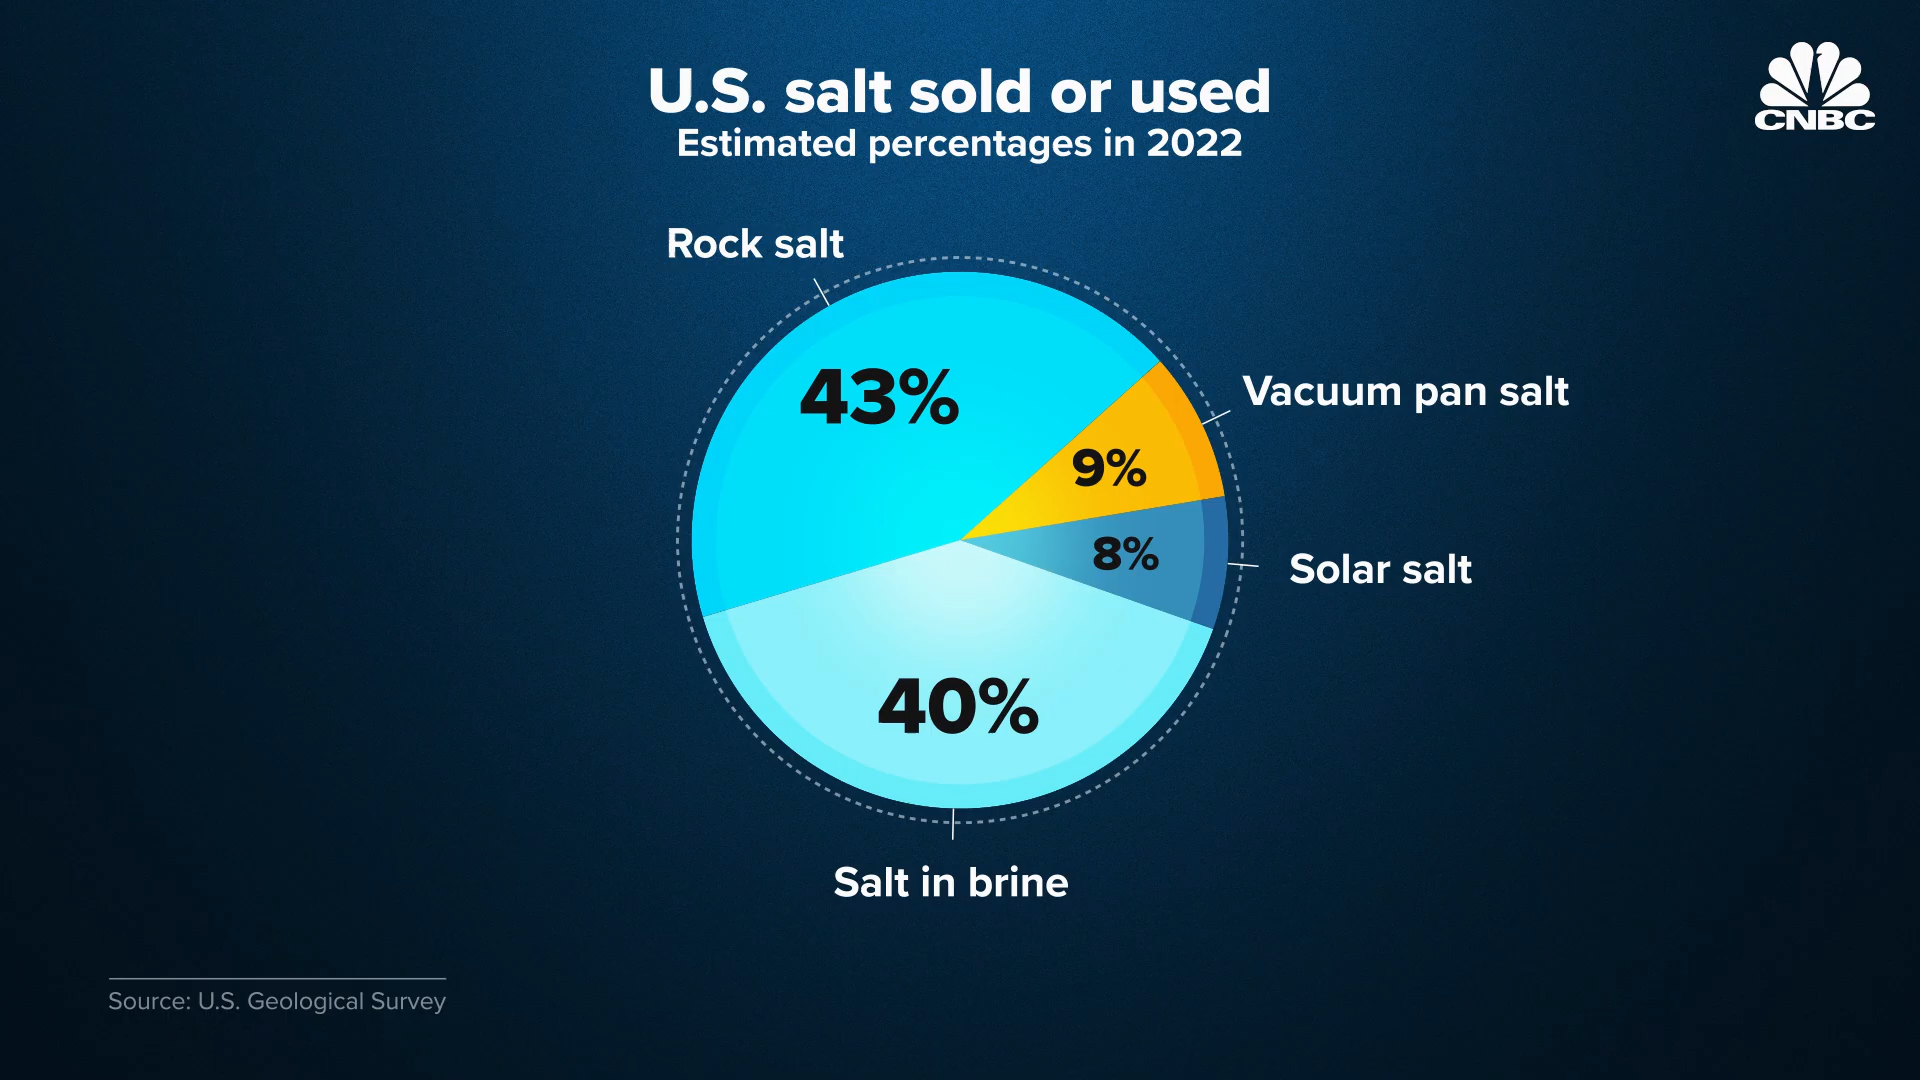 U.S. salt sold or used
Estimated percentages in 2022
CNBC
Rock salt
43%
Vacuum pan salt
9%
8%
Solar salt
40%
Salt in brine
Source: U.S. Geological Survey